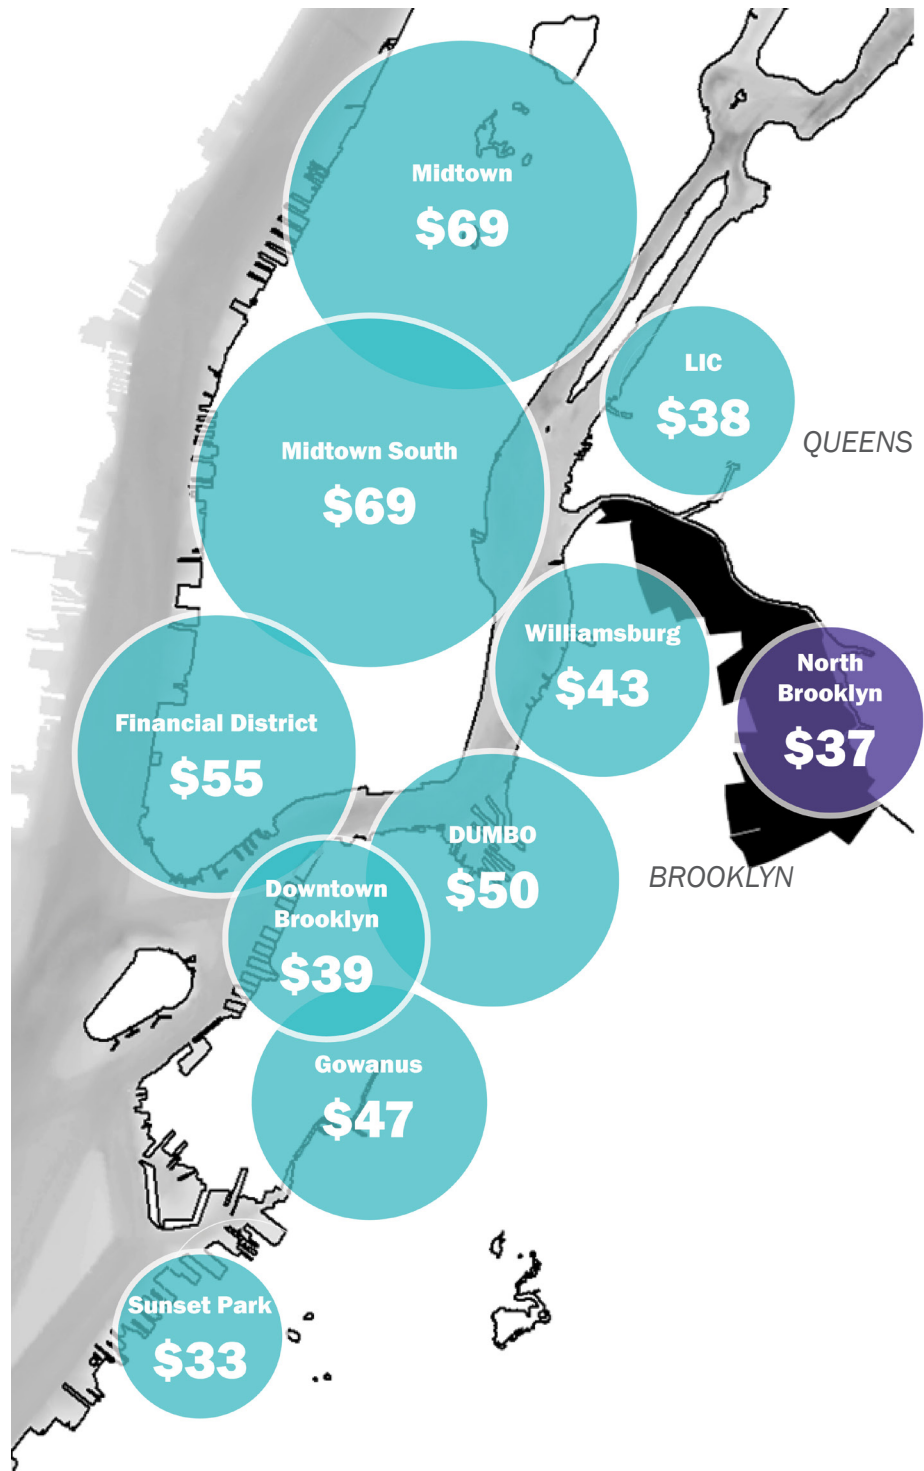 Midtown
$69
LIC
$38
QUEENS
Midtown South
$69
Williamsburg
$43
North
Brooklyn
$37
Financial District
$55
DUMBO
$50
BROOKLYN
Downtown
Brooklyn
$39
Gowanus
$47
Sunset Park
$33